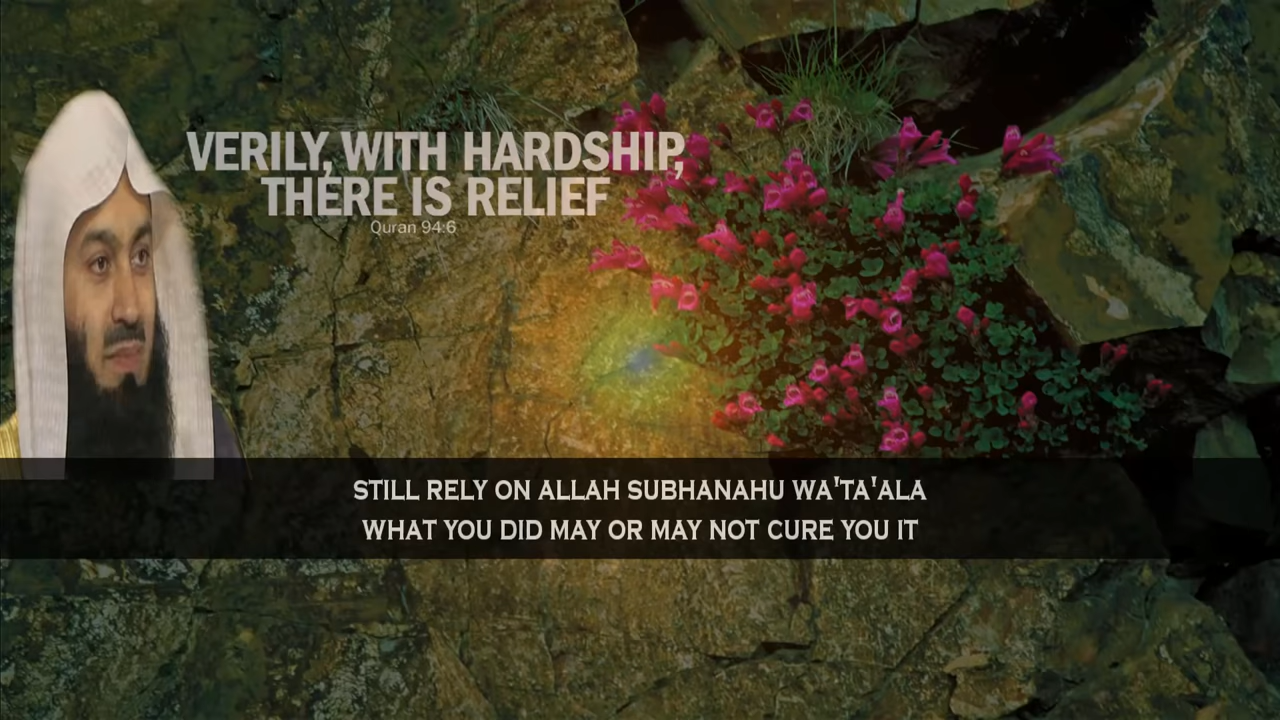 VERILY, WITH HARDSHIP,
THERE IS RELIEF
Quran 94:6
STILL RELY ON ALLAH SUBHANAHU WA'TA'ALA
WHAT YOU DID MAY OR MAY NOT CURE YOU IT